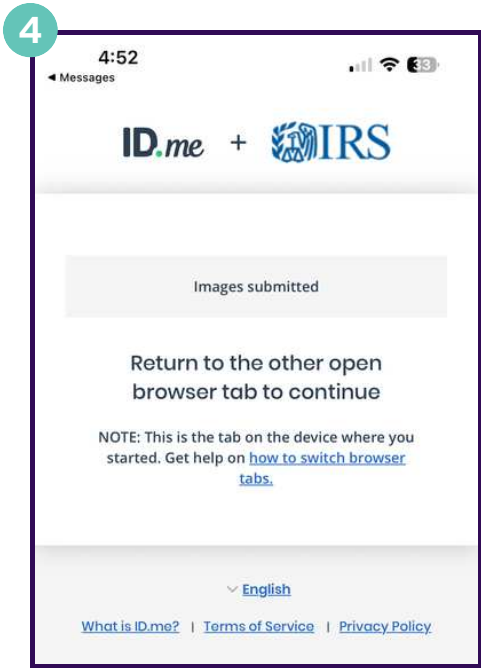 4
4:52
◀ Messages
33
ID.me + IRS
Images submitted
Return to the other open
browser tab to continue
NOTE: This is the tab on the device where you
started. Get help on how to switch browser
tabs.
English
What is ID.me? | Terms of Service | Privacy Policy